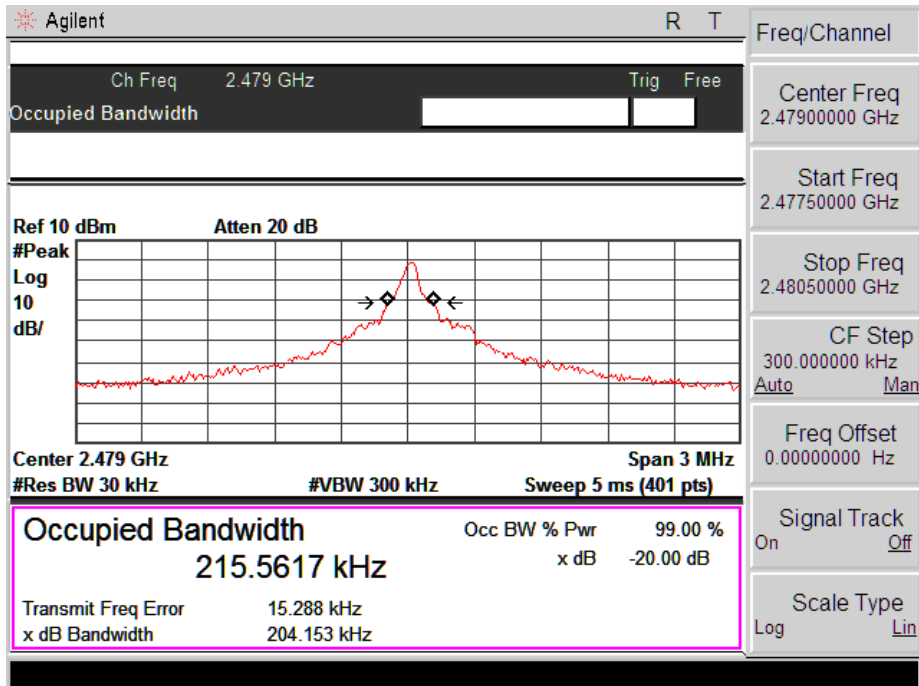 Agilent R T
Ch Freq 2.479 GHz Trig Free
Occupied Bandwidth
Ref 10 dBm Atten 20 dB
#Peak
Log
10
dB/
Center 2.479 GHz Span 3 MHz
#Res BW 30 kHz #VBW 300 kHz Sweep 5 ms (401 pts)
Occupied Bandwidth Occ BW % Pwr 99.00 %
215.5617 kHz x dB -20.00 dB
Transmit Freq Error 15.288 kHz
x dB Bandwidth 204.153 kHz
Freq/Channel
Center Freq
2.47900000 GHz
Start Freq
2.47750000 GHz
Stop Freq
2.48050000 GHz
CF Step
300.000000 kHz
Auto Man
Freq Offset
0.00000000 Hz
Signal Track
On Off
Scale Type
Log Lin